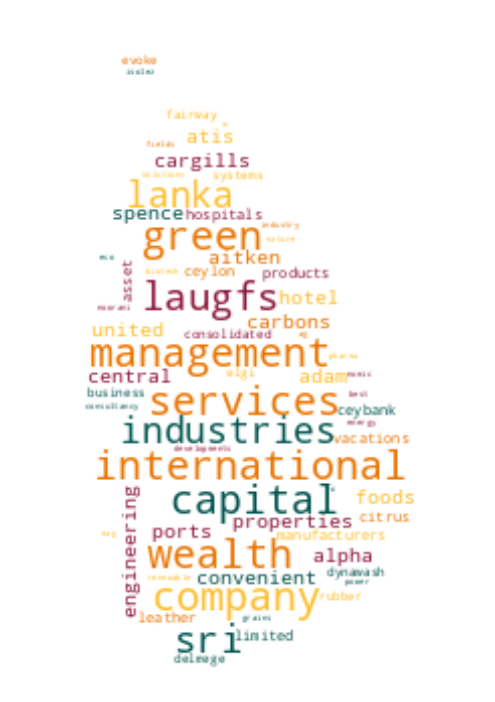 evoke
fairway
atis
fields
cargills
solutions systems
lanka
spence hospitals
green industry
nature
aitken
eco
biotech ceylon products
asset
laugfs hotel
carbons
united consolidated
management
pharma
central elgi adam
business services best
consultancy ceybank
industries energy
vacations
developments
international
capital foods
engineering
properties citrus
ports manufacturers
wealth alpha
dynawash
renewable convenient power
company rubber
leather grains
sri limited
delmege